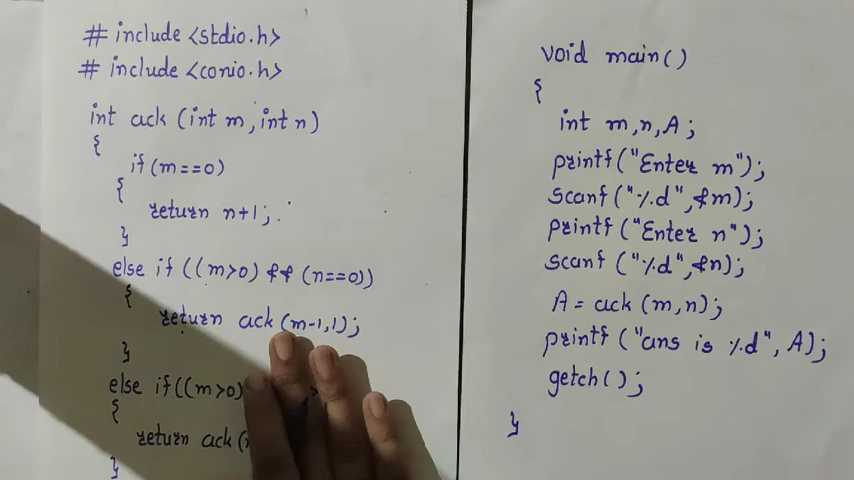 # include <stdio.h>
# include <conio.h>
int ack (int m, int n)
{
if (m==0)
{
return n+1;
}
else if ((m>0) && (n==0))
{
return ack (m-1,1);
}
else if ((m>0)
{
return ack (
}
void main()
{
int m,n,A;
printf ("Enter m");
scanf ("%d",&m);
printf ("Enter n");
scanf ("%d",&n);
A = ack (m,n);
printf ("ans is %d", A);
getch();
}